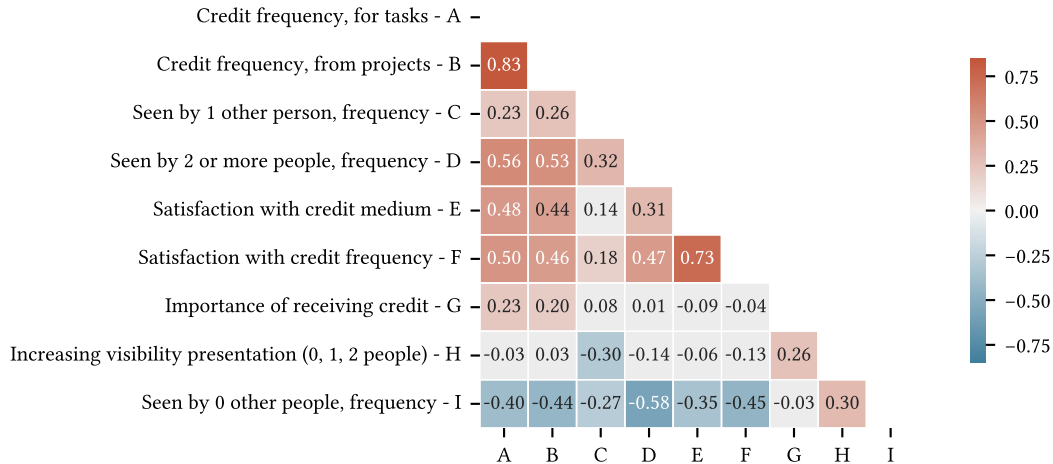 Credit frequency, for tasks - A
Credit frequency, from projects - B 0.83
Seen by 1 other person, frequency - C 0.23 0.26
Seen by 2 or more people, frequency - D 0.56 0.53 0.32
Satisfaction with credit medium - E 0.48 0.44 0.14 0.31
Satisfaction with credit frequency - F 0.50 0.46 0.18 0.47 0.73
Importance of receiving credit - G 0.23 0.20 0.08 0.01 -0.09 -0.04
Increasing visibility presentation (0, 1, 2 people) - H -0.03 0.03 -0.30 -0.14 -0.06 -0.13 0.26
Seen by 0 other people, frequency - I -0.40 -0.44 -0.27 -0.58 -0.35 -0.45 -0.03 0.30
A B C D E F G H I
0.75
0.50
0.25
0.00
−0.25
−0.50
−0.75